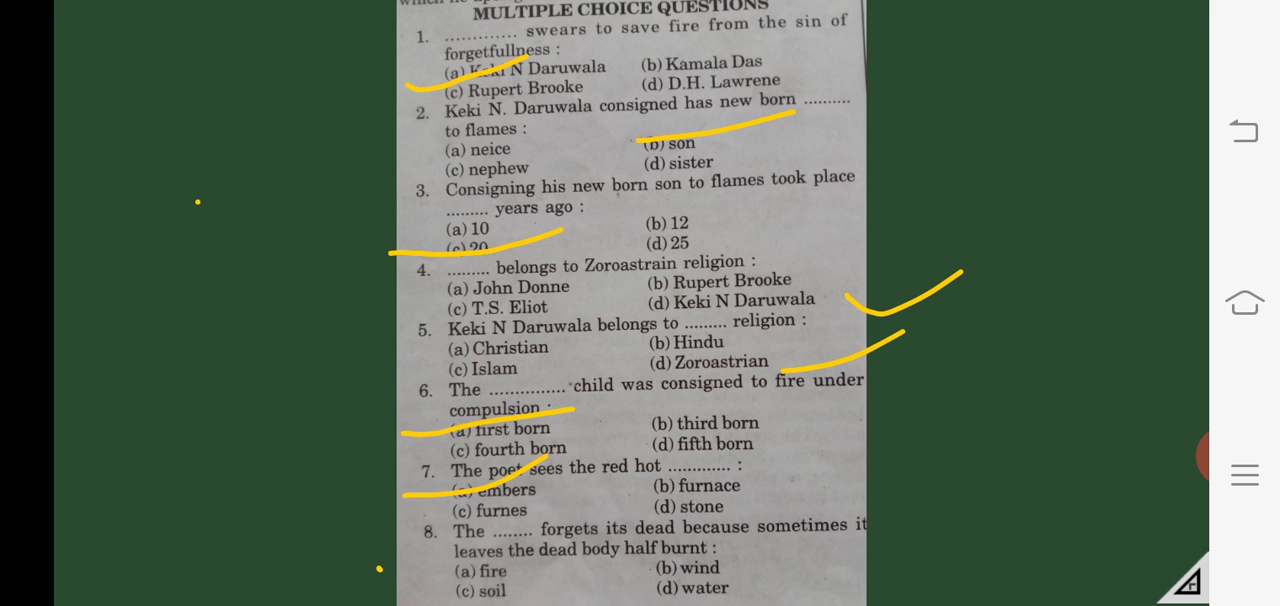 MULTIPLE CHOICE QUESTIONS
1. ............. swears to save fire from the sin of
forgetfullness :
(a) Keki N Daruwala (b) Kamala Das
(c) Rupert Brooke (d) D.H. Lawrene
2. Keki N. Daruwala consigned has new born ..........
to flames :
(a) neice (b) son
(c) nephew (d) sister
3. Consigning his new born son to flames took place
......... years ago :
(a) 10 (b) 12
(c) 20 (d) 25
4. ......... belongs to Zoroastrain religion :
(a) John Donne (b) Rupert Brooke
(c) T.S. Eliot (d) Keki N Daruwala
5. Keki N Daruwala belongs to ......... religion :
(a) Christian (b) Hindu
(c) Islam (d) Zoroastrian
6. The ............... child was consigned to fire under
compulsion :
(a) first born (b) third born
(c) fourth born (d) fifth born
7. The poet sees the red hot ............. :
(a) embers (b) furnace
(c) furnes (d) stone
8. The ........ forgets its dead because sometimes it
leaves the dead body half burnt :
(a) fire (b) wind
(c) soil (d) water